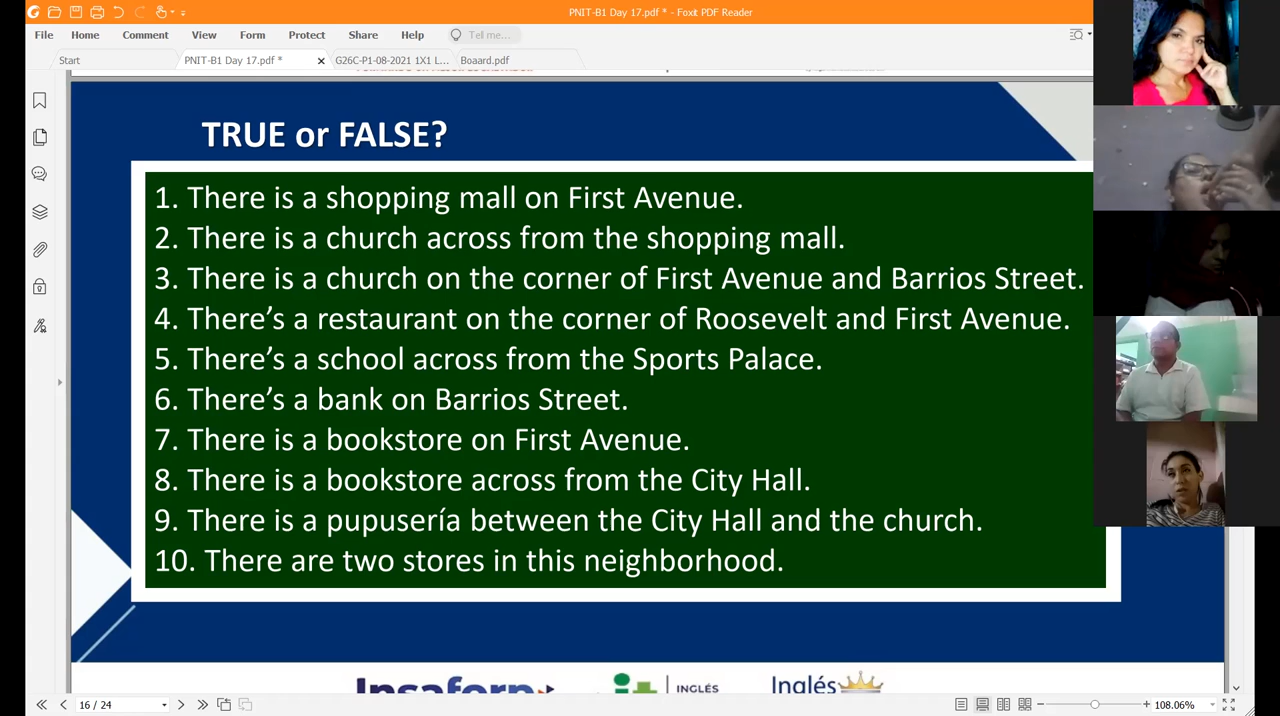 PNIT-B1 Day 17.pdf * - Foxit PDF Reader
File Home Comment View Form Protect Share Help Tell me...
Start PNIT-B1 Day 17.pdf * G26C-P1-08-2021 1X1 L... Boaard.pdf
TRUE or FALSE?
1. There is a shopping mall on First Avenue.
2. There is a church across from the shopping mall.
3. There is a church on the corner of First Avenue and Barrios Street.
4. There’s a restaurant on the corner of Roosevelt and First Avenue.
5. There’s a school across from the Sports Palace.
6. There’s a bank on Barrios Street.
7. There is a bookstore on First Avenue.
8. There is a bookstore across from the City Hall.
9. There is a pupusería between the City Hall and the church.
10. There are two stores in this neighborhood.
Insaforp INGLÉS Inglés
16 / 24 108.06%